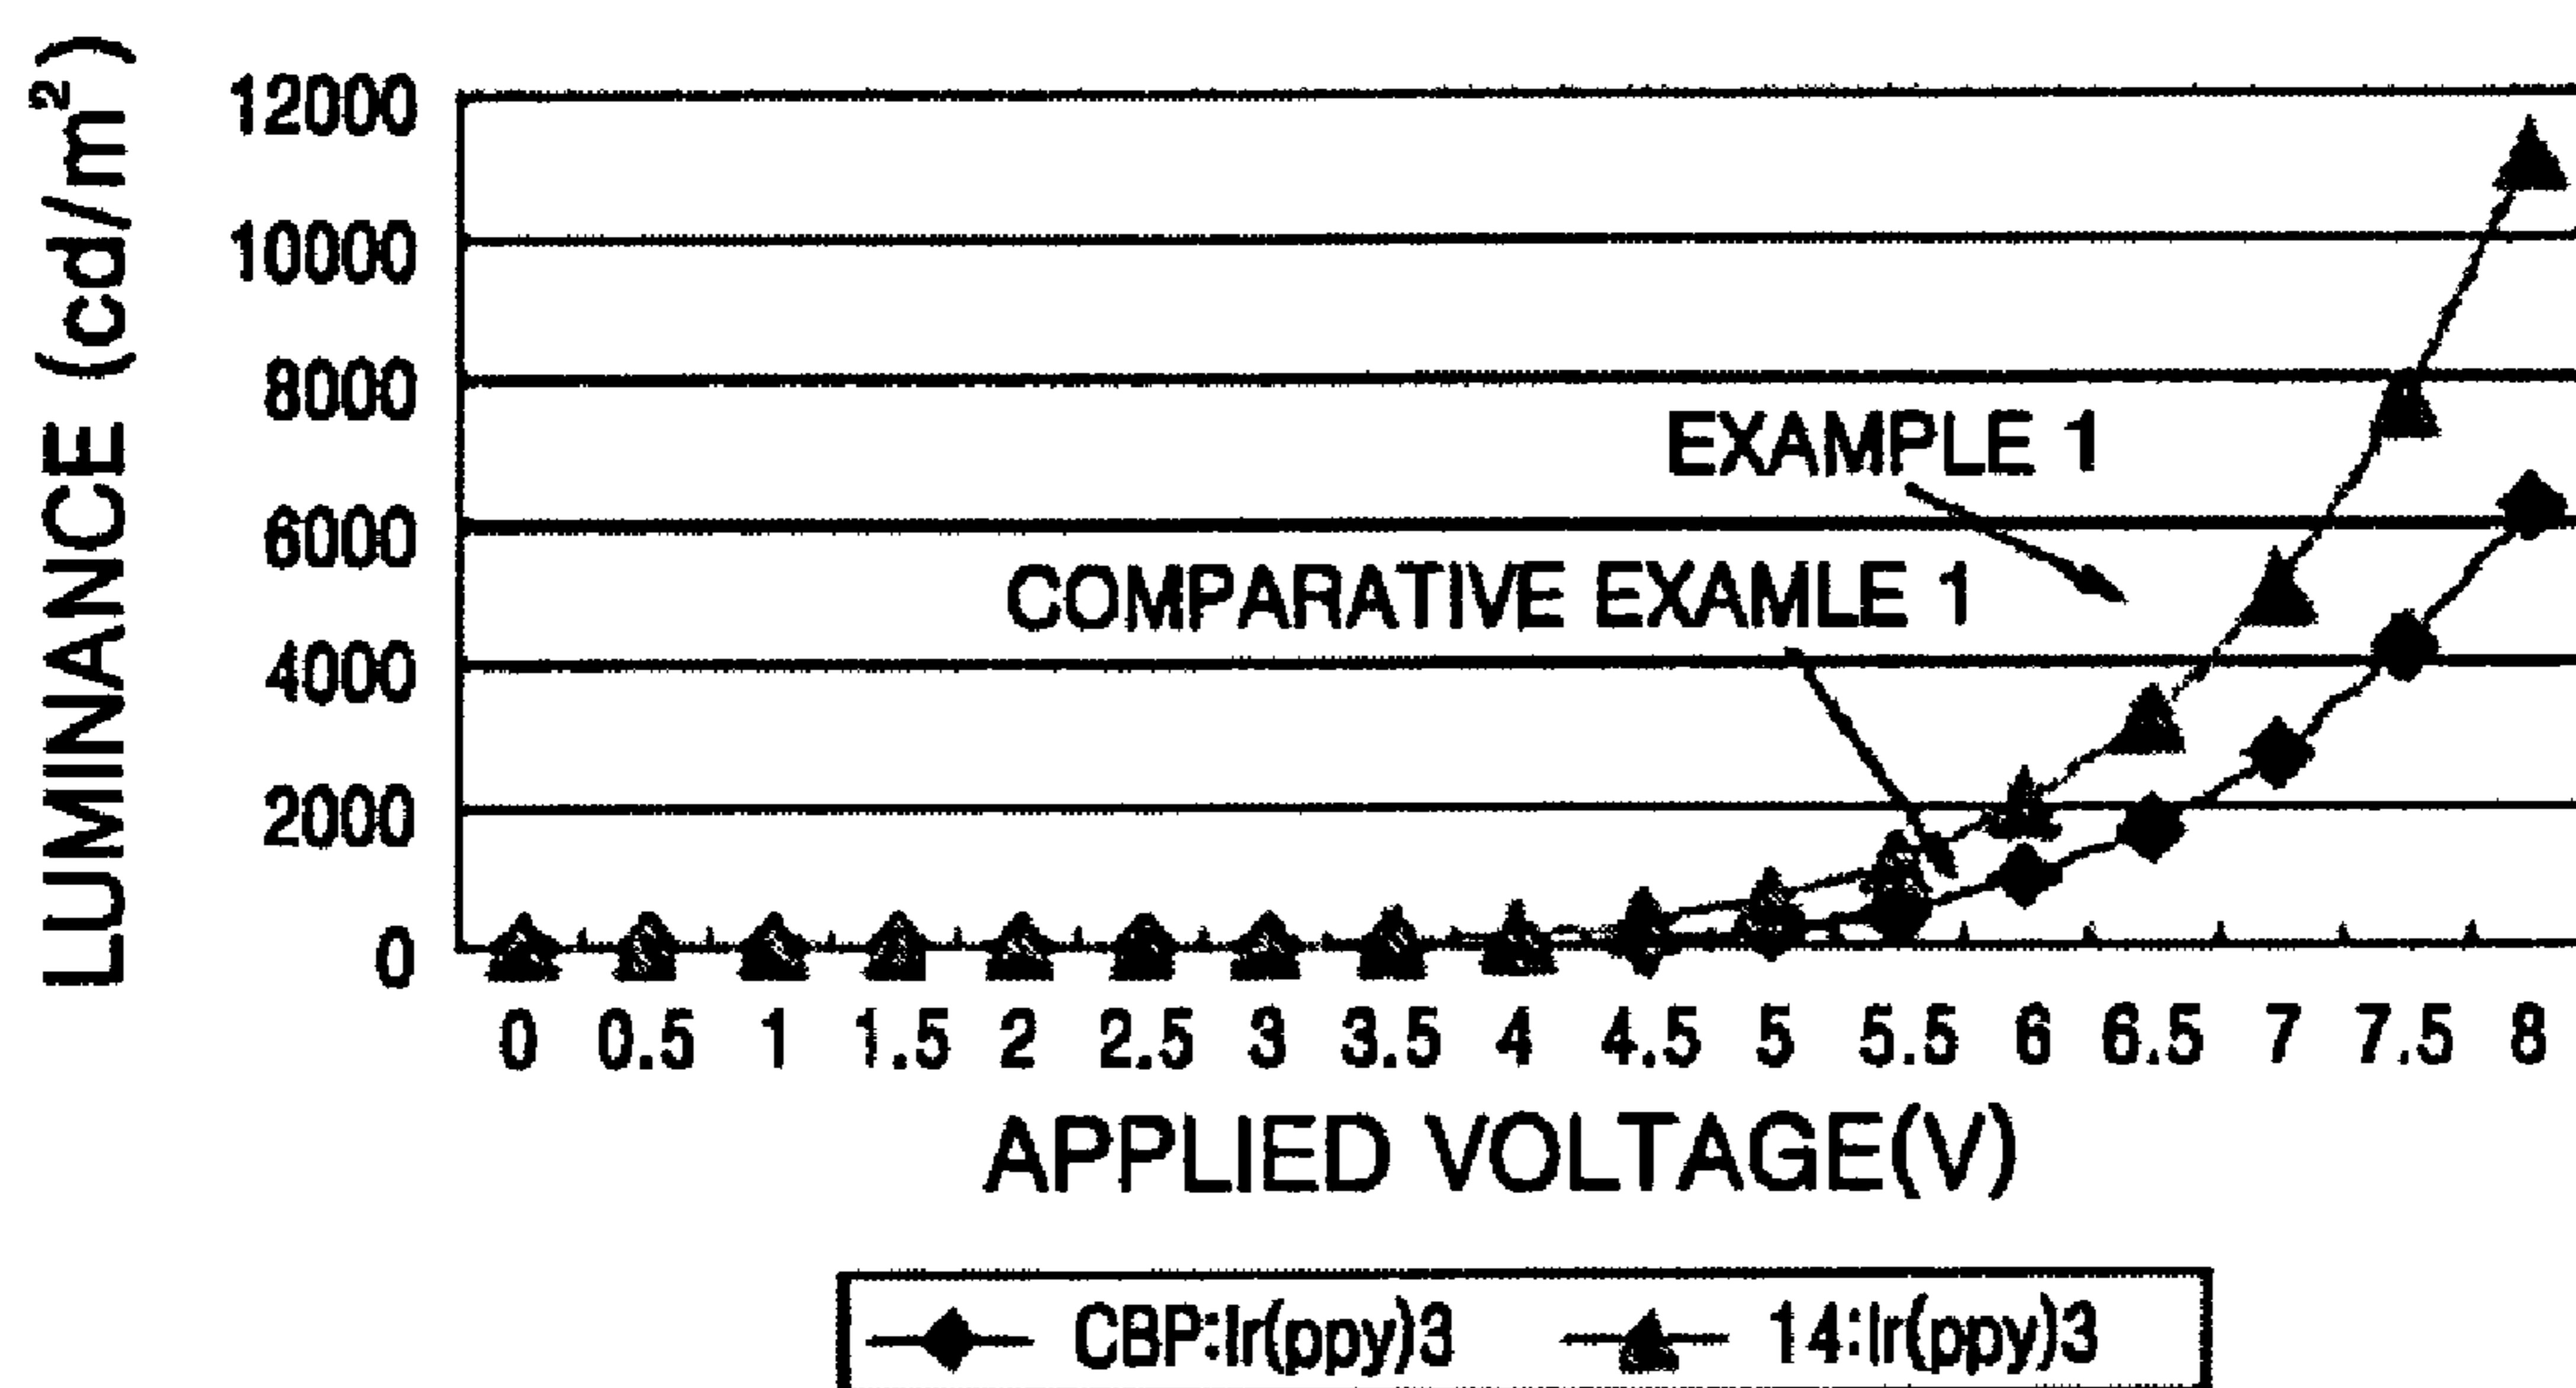 LUMINANCE (cd/m²)
12000
10000
8000
6000
4000
2000
0
EXAMPLE 1
COMPARATIVE EXAMLE 1
0 0.5 1 1.5 2 2.5 3 3.5 4 4.5 5 5.5 6 6.5 7 7.5 8
APPLIED VOLTAGE(V)
CBP:Ir(ppy)3 14:Ir(ppy)3